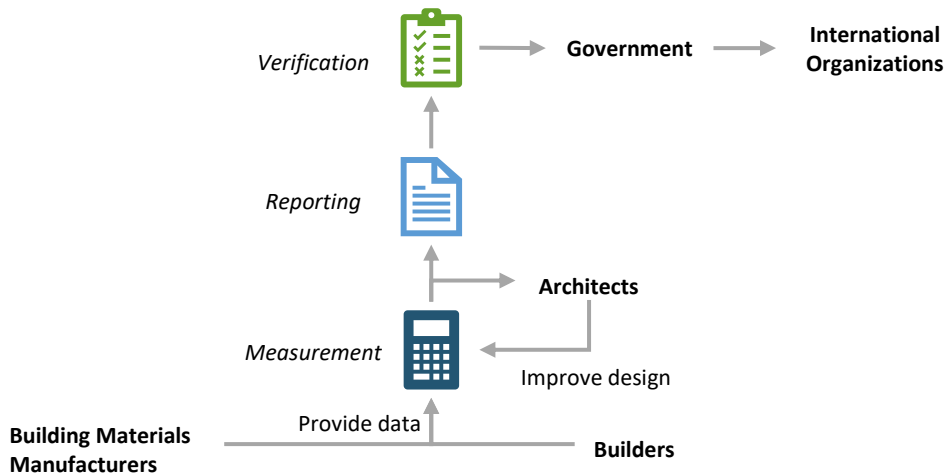 Verification
Government
International
Organizations
Reporting
Architects
Measurement
Improve design
Provide data
Building Materials
Manufacturers
Builders